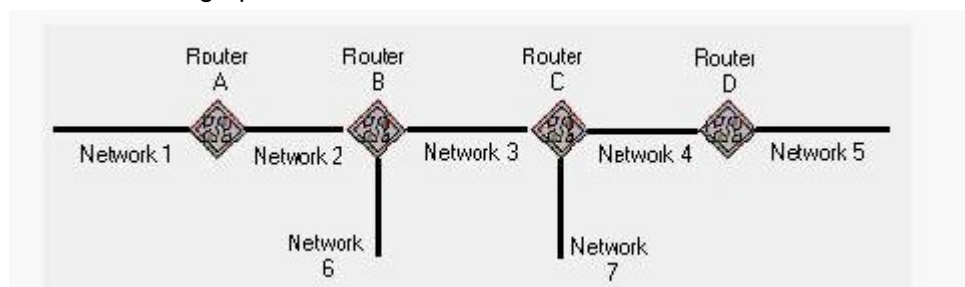 Router
A
Router
B
Router
C
Router
D
Network 1
Network 2
Network 3
Network 4
Network 5
Network
6
Network
7